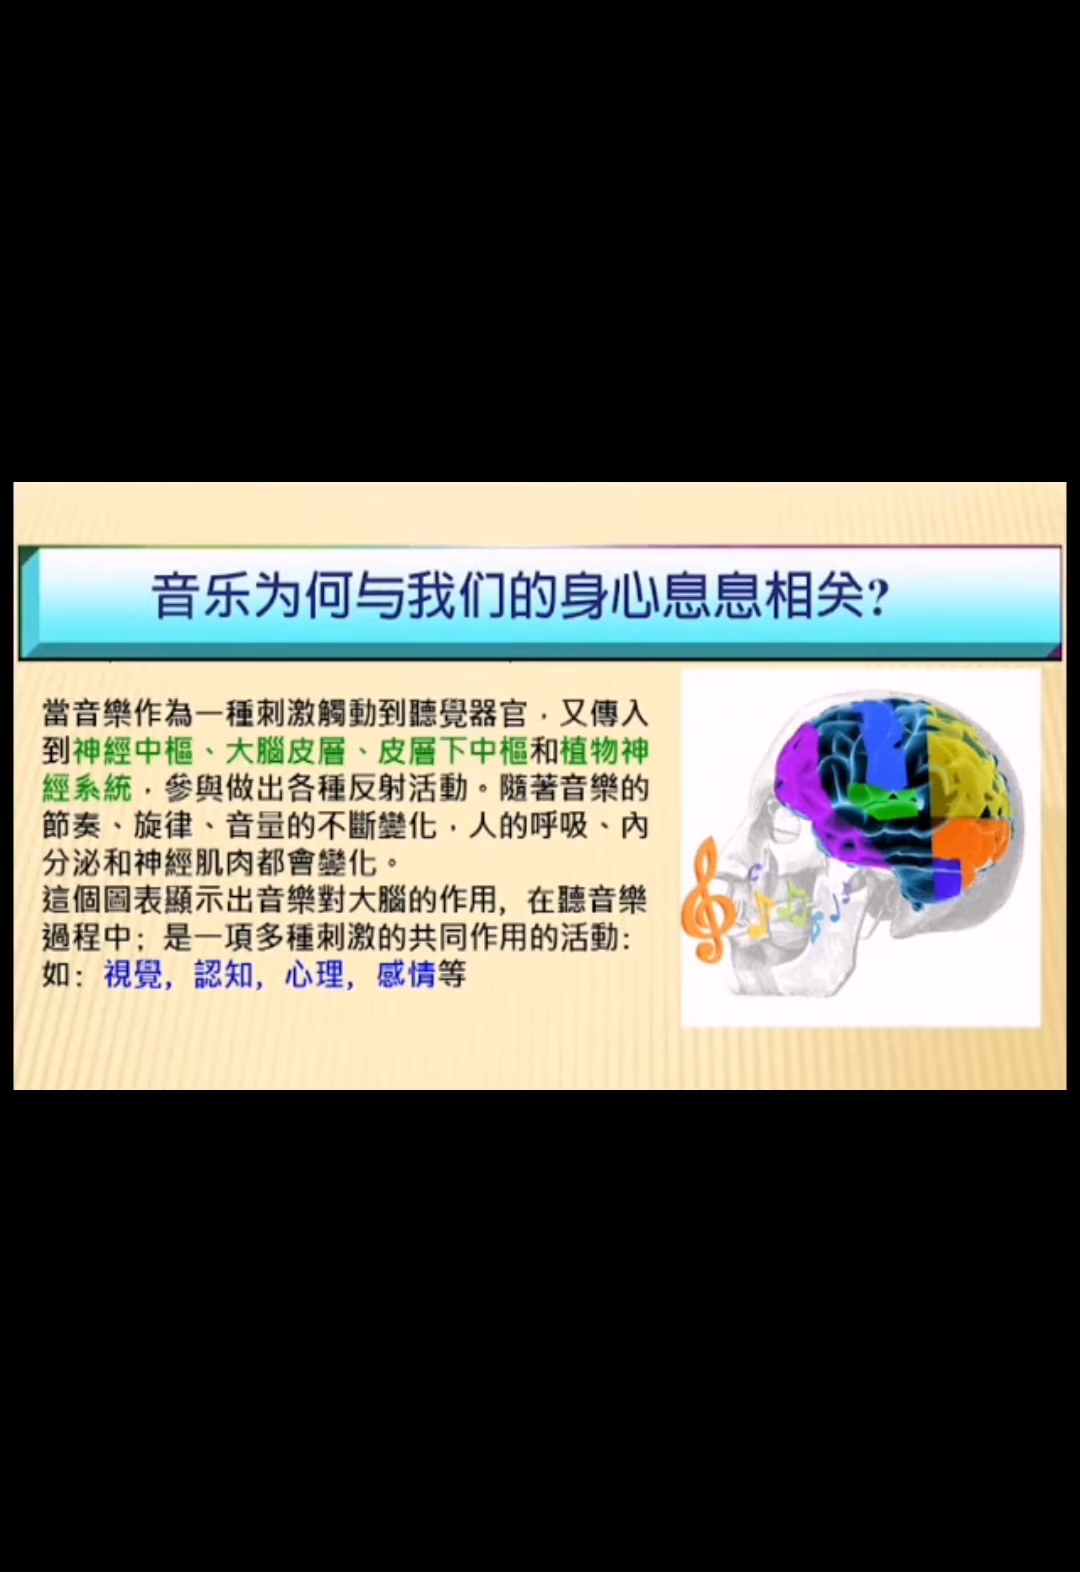 音乐为何与我们的身心息息相关?
當音樂作為一種刺激觸動到聽覺器官，又傳入
到神經中樞、大腦皮層、皮層下中樞和植物神
經系統，參與做出各種反射活動。隨著音樂的
節奏、旋律、音量的不斷變化，人的呼吸、內
分泌和神經肌肉都會變化。
這個圖表顯示出音樂對大腦的作用, 在聽音樂
過程中; 是一項多種刺激的共同作用的活動:
如: 視覺, 認知, 心理, 感情等